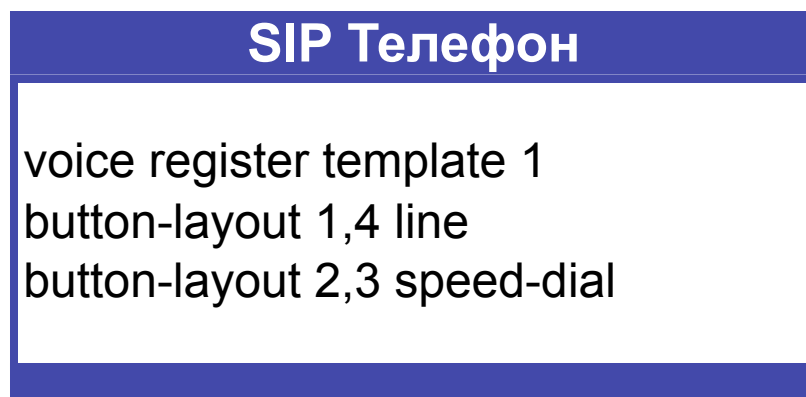 SIP Телефон
voice register template 1
button-layout 1,4 line
button-layout 2,3 speed-dial